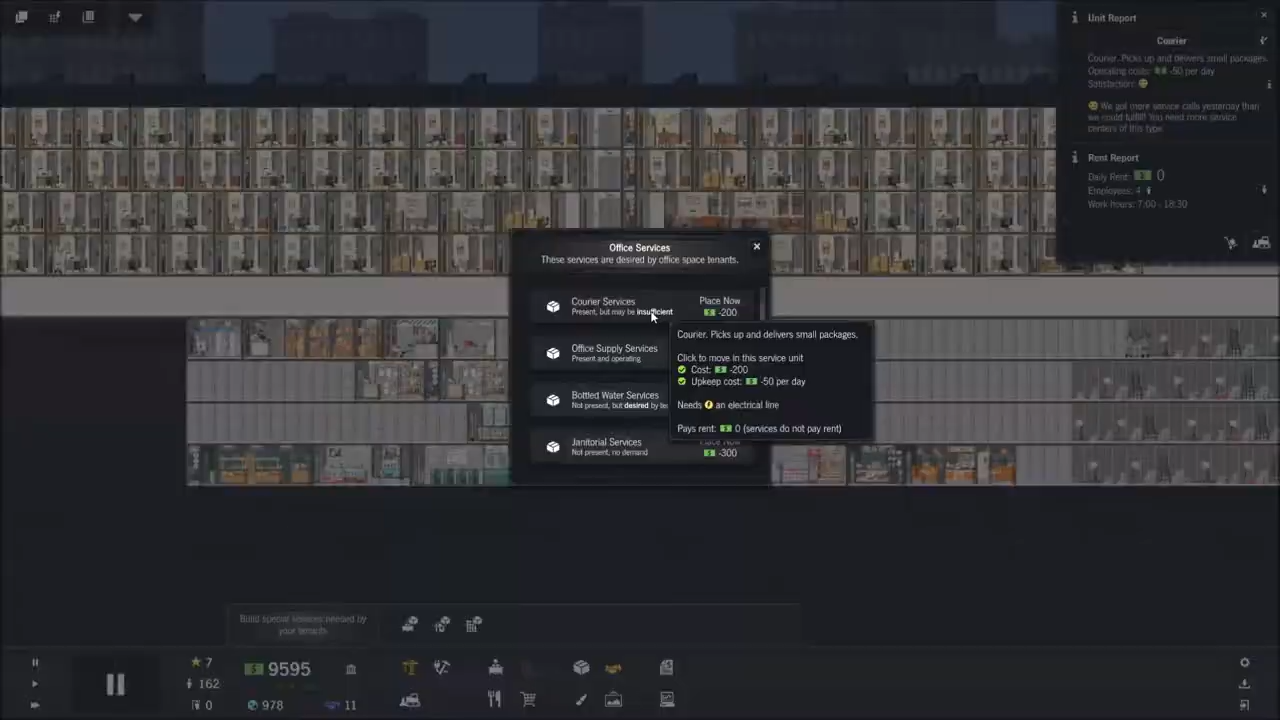 Unit Report
Courier
Courier. Picks up and delivers small packages.
Operating costs: -50 per day
Satisfaction:
We got more service calls yesterday than
we could fulfill! You need more service
centers of this type.
Rent Report
Daily Rent: 0
Employees: 4
Work hours: 7:00 - 18:30
Office Services
These services are desired by office space tenants.
Courier Services
Present, but may be insufficient
Place Now
-200
Courier. Picks up and delivers small packages.
Click to move in this service unit
Cost: -200
Upkeep cost: -50 per day
Needs an electrical line
Pays rent: 0 (services do not pay rent)
Office Supply Services
Present and operating
Bottled Water Services
Not present, but desired by
Janitorial Services
Not present, no demand
Place Now
-300
Build special services needed by
your tenants.
7
162
0
9595
978
11